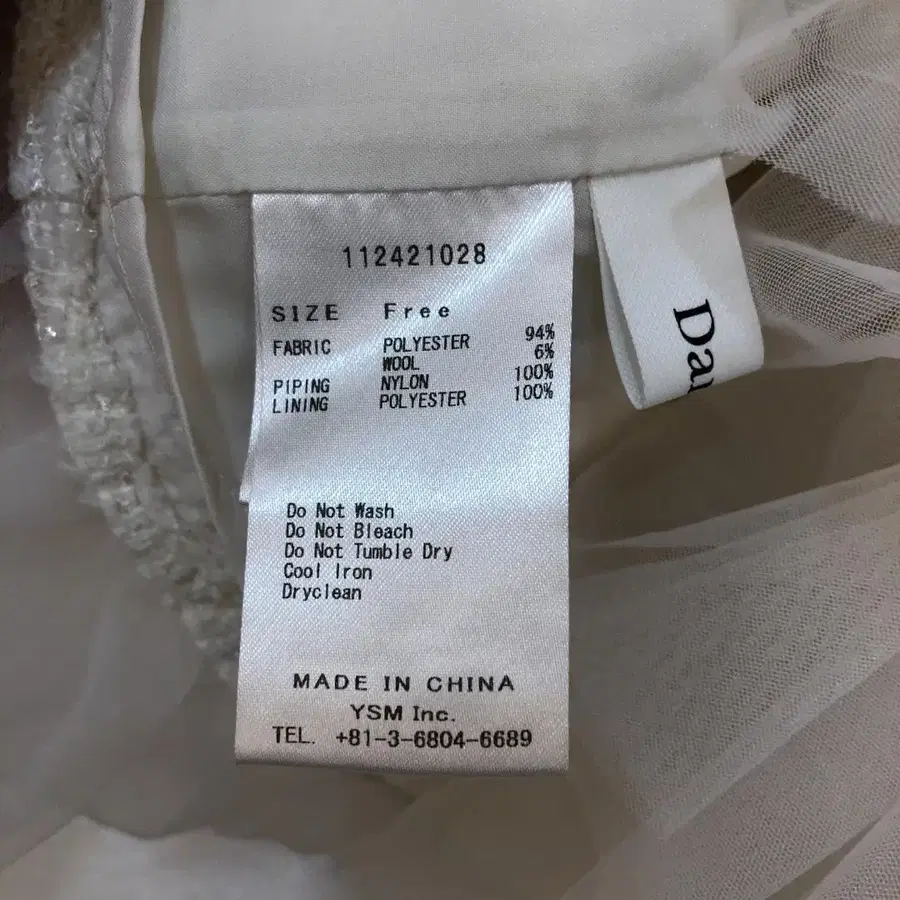 112421028
SIZE Free
FABRIC POLYESTER 94%
WOOL 6%
PIPING NYLON 100%
LINING POLYESTER 100%
Do Not Wash
Do Not Bleach
Do Not Tumble Dry
Cool Iron
Dryclean
MADE IN CHINA
YSM Inc.
TEL. +81-3-6804-6689